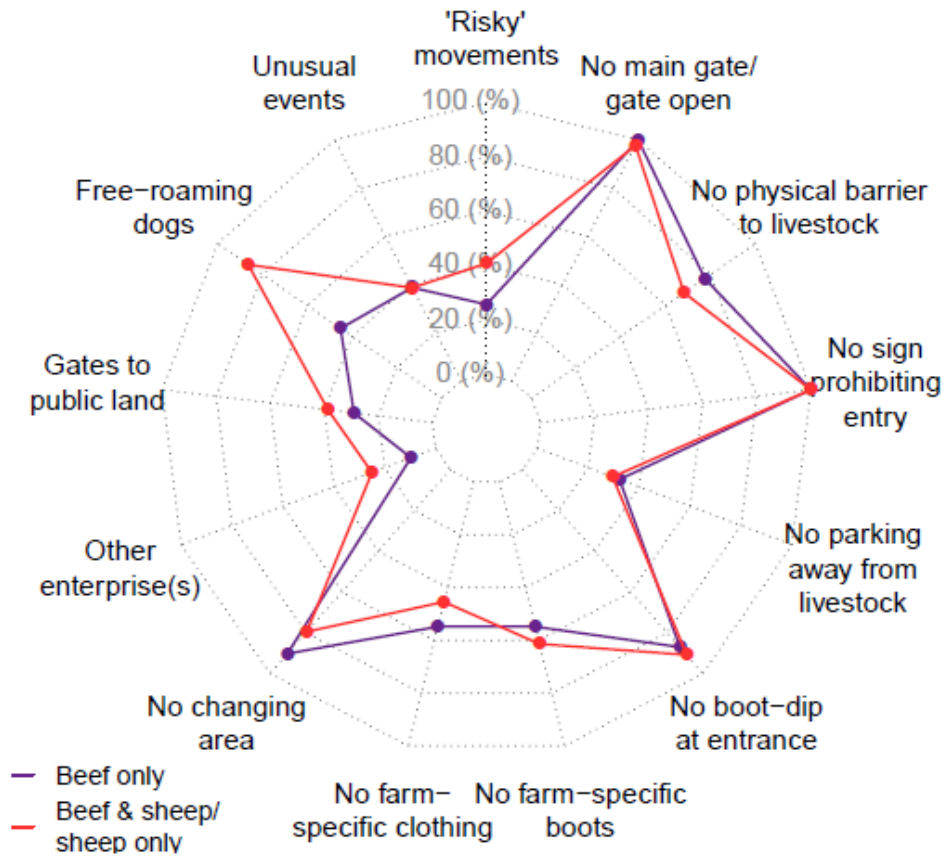 'Risky'
movements
No main gate/
gate open
Unusual
events
100 (%)
80 (%)
60 (%)
40 (%)
20 (%)
0 (%)
No physical barrier
to livestock
Free−roaming
dogs
No sign
prohibiting
entry
Gates to
public land
No parking
away from
livestock
Other
enterprise(s)
No boot−dip
at entrance
No changing
area
No farm−specific
boots
No farm−
specific clothing
Beef only
Beef & sheep/
sheep only